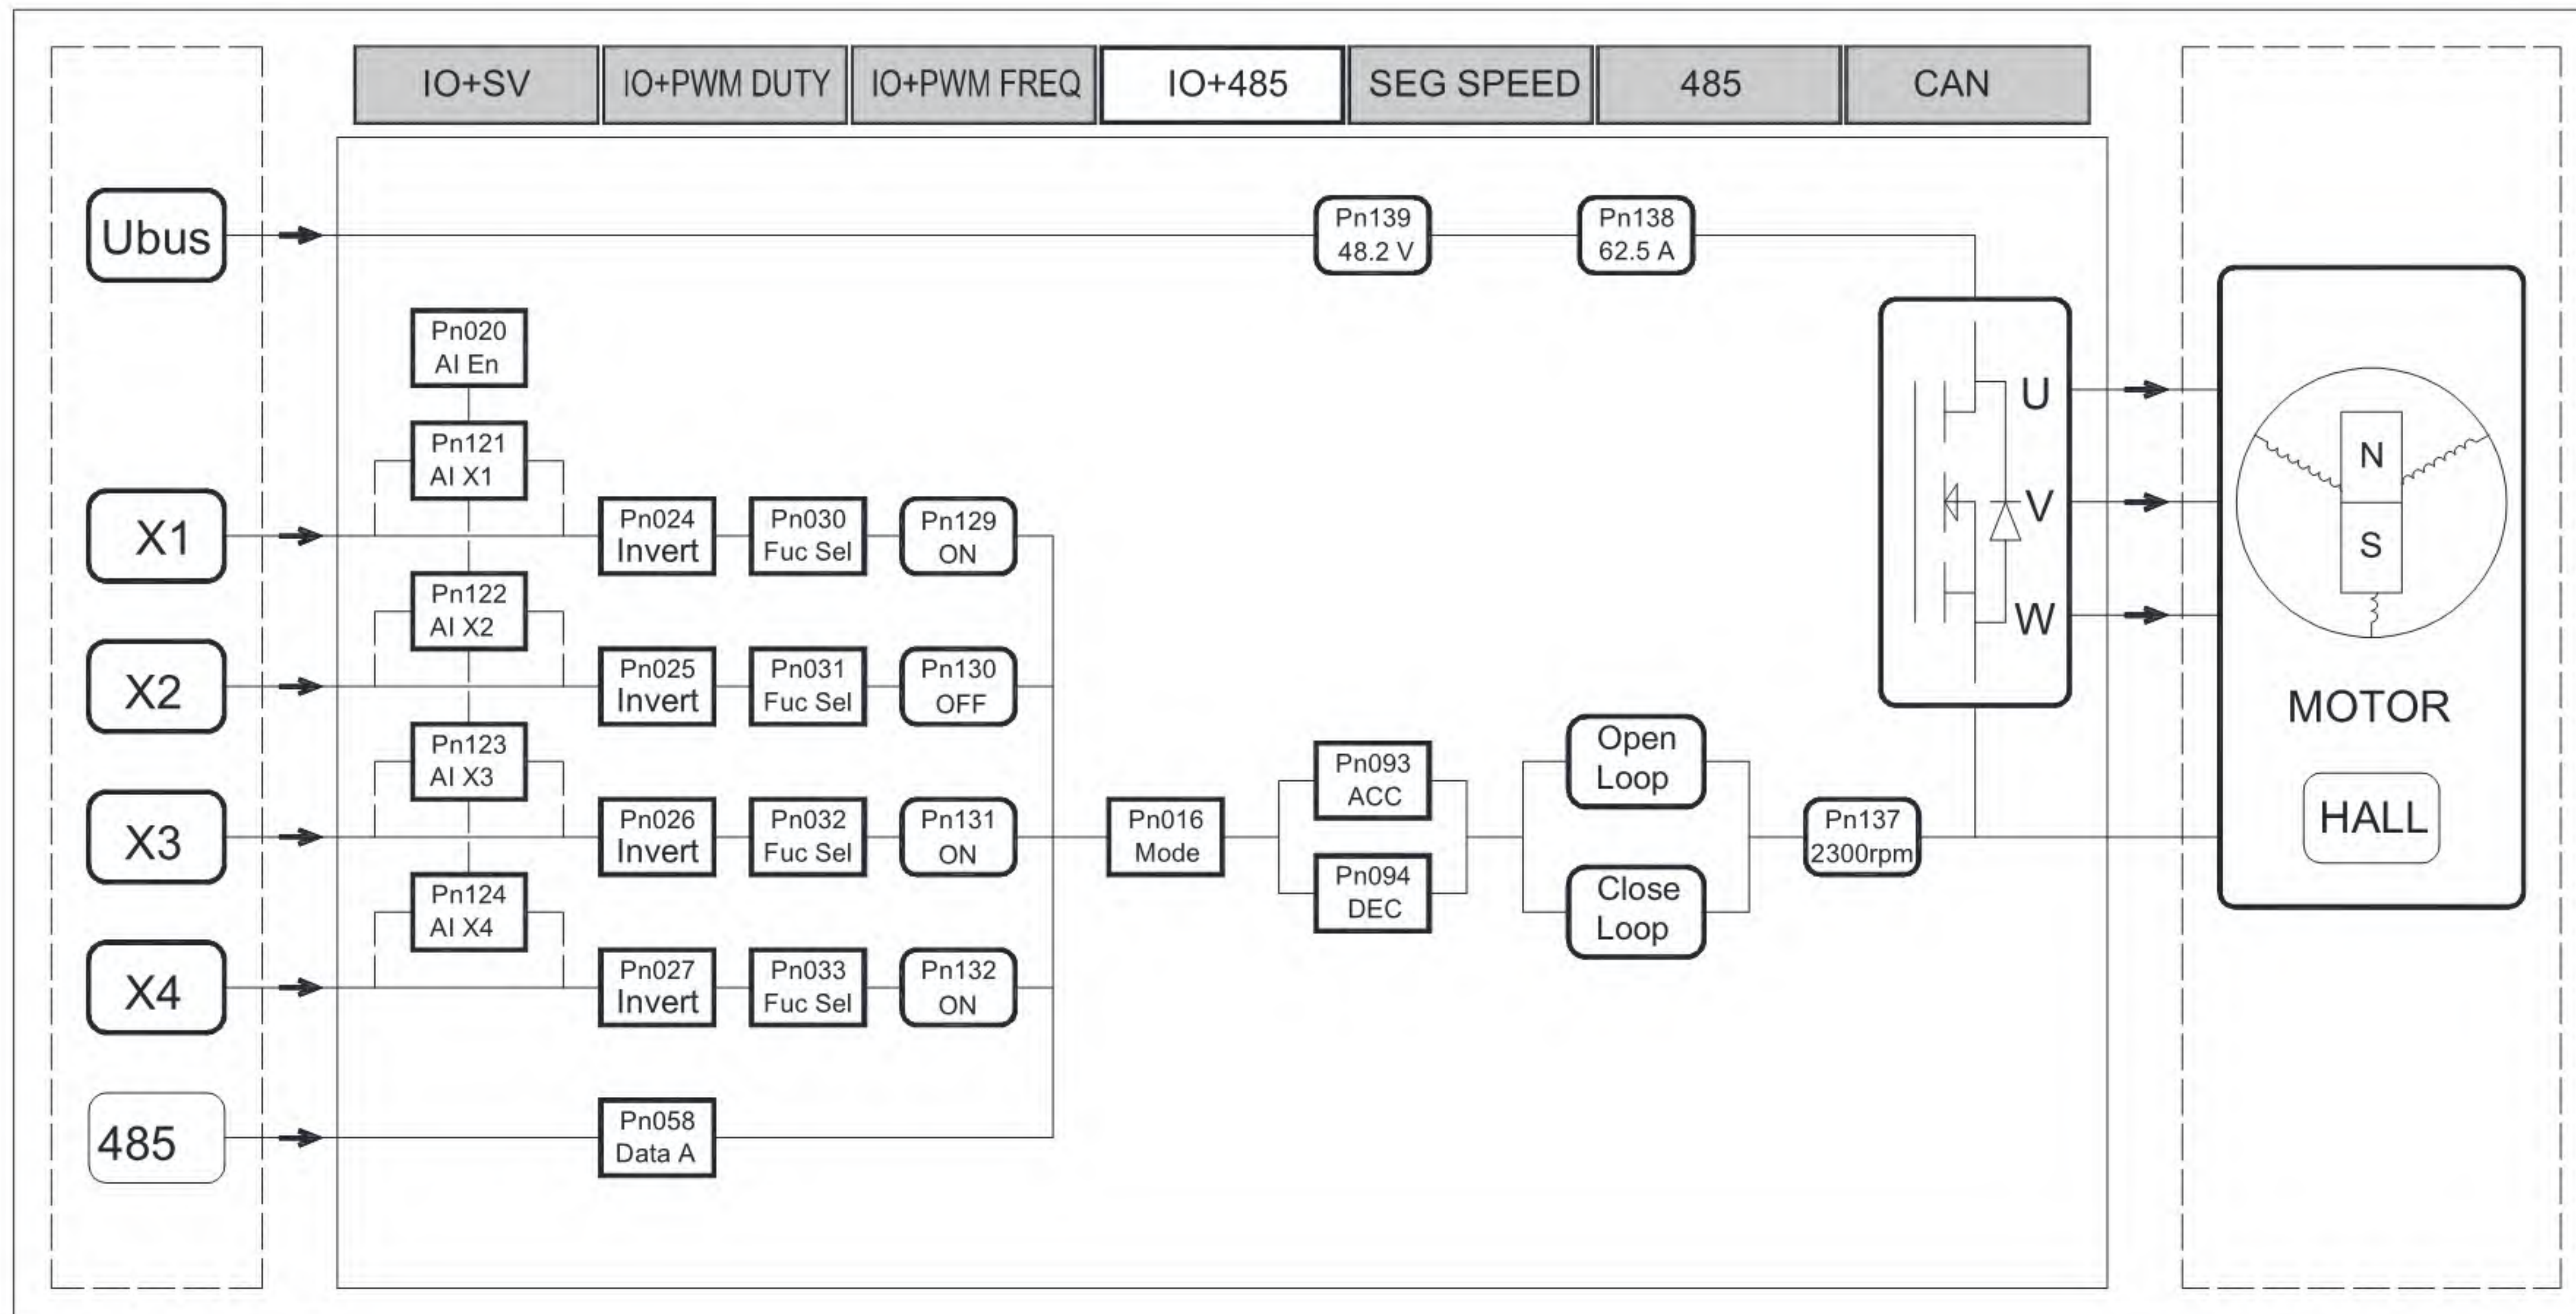 IO+SV
IO+PWM DUTY
IO+PWM FREQ
IO+485
SEG SPEED
485
CAN
Ubus
Pn139
48.2 V
Pn138
62.5 A
Pn020
AI En
Pn121
AI X1
X1
Pn024
Invert
Pn030
Fuc Sel
Pn129
ON
Pn122
AI X2
X2
Pn025
Invert
Pn031
Fuc Sel
Pn130
OFF
Pn123
AI X3
X3
Pn026
Invert
Pn032
Fuc Sel
Pn131
ON
Pn124
AI X4
X4
Pn027
Invert
Pn033
Fuc Sel
Pn132
ON
485
Pn058
Data A
Pn016
Mode
Pn093
ACC
Pn094
DEC
Open
Loop
Close
Loop
Pn137
2300rpm
U
V
W
N
S
MOTOR
HALL